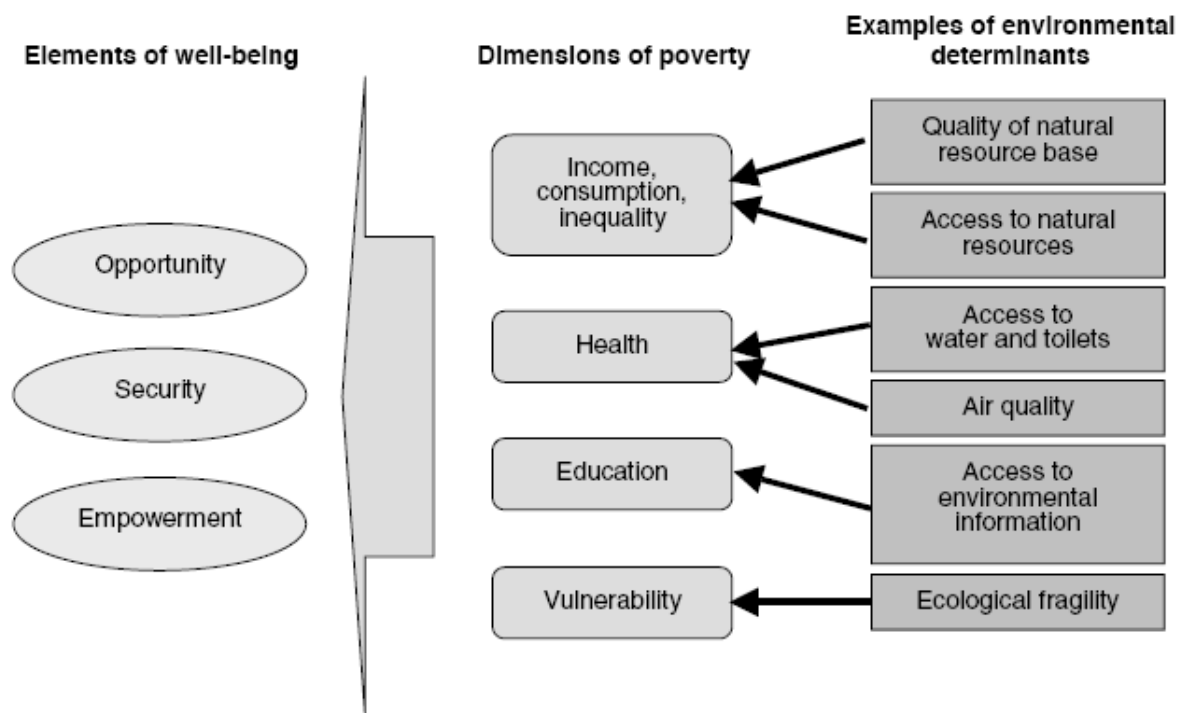 Elements of well-being
Dimensions of poverty
Examples of environmental
determinants
Opportunity
Security
Empowerment
Income,
consumption,
inequality
Health
Education
Vulnerability
Quality of natural
resource base
Access to natural
resources
Access to
water and toilets
Air quality
Access to
environmental
information
Ecological fragility